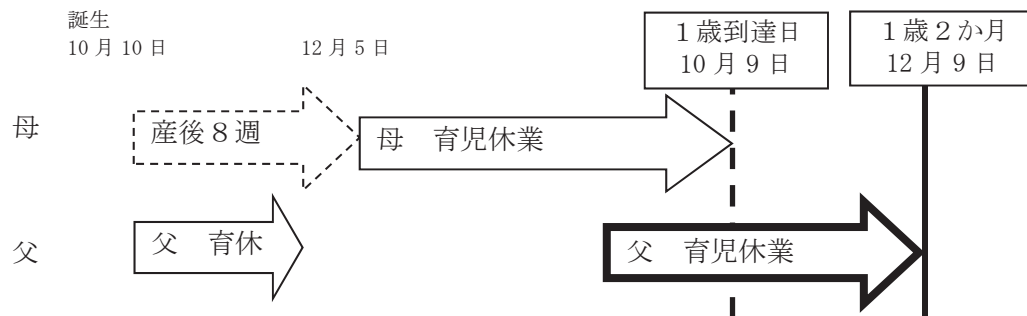 誕生
10月10日
12月5日
1歳到達日
10月9日
1歳2か月
12月9日
母
産後8週
母 育児休業
父
父 育休
父 育児休業